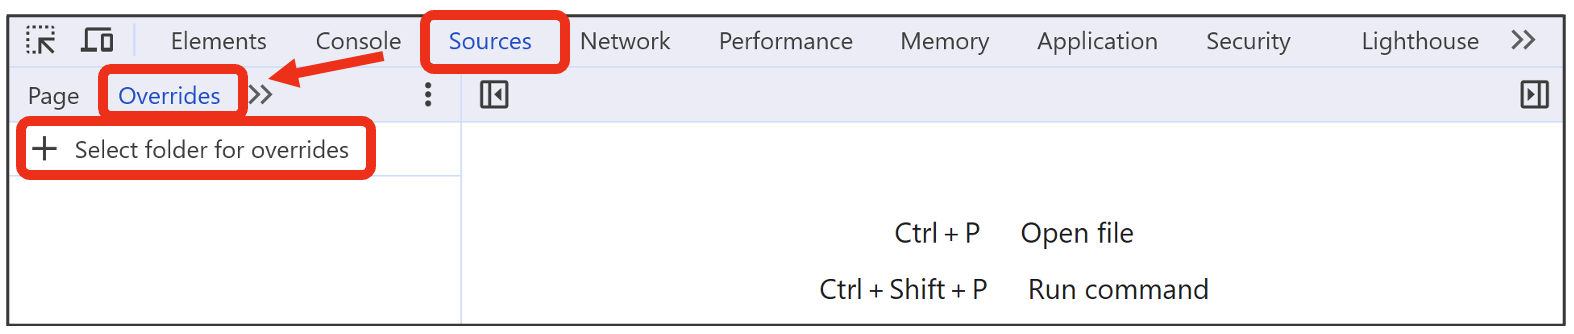 Elements Console Sources Network Performance Memory Application Security Lighthouse
Page Overrides
Select folder for overrides
Ctrl + P Open file
Ctrl + Shift + P Run command